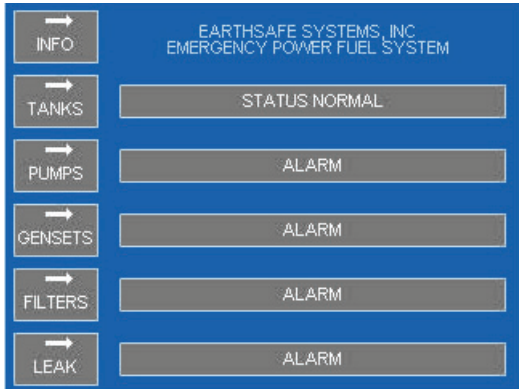 INFO
EARTHSAFE SYSTEMS, INC
EMERGENCY POWER FUEL SYSTEM
TANKS
STATUS NORMAL
PUMPS
ALARM
GENSETS
ALARM
FILTERS
ALARM
LEAK
ALARM